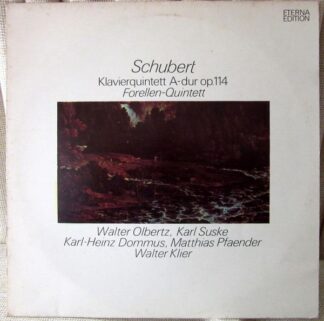 ETERNA
EDITION
Schubert
Klavierquintett A-dur op.114
Forellen-Quintett
Walter Olbertz, Karl Suske
Karl-Heinz Dommus, Matthias Pfaender
Walter Klier